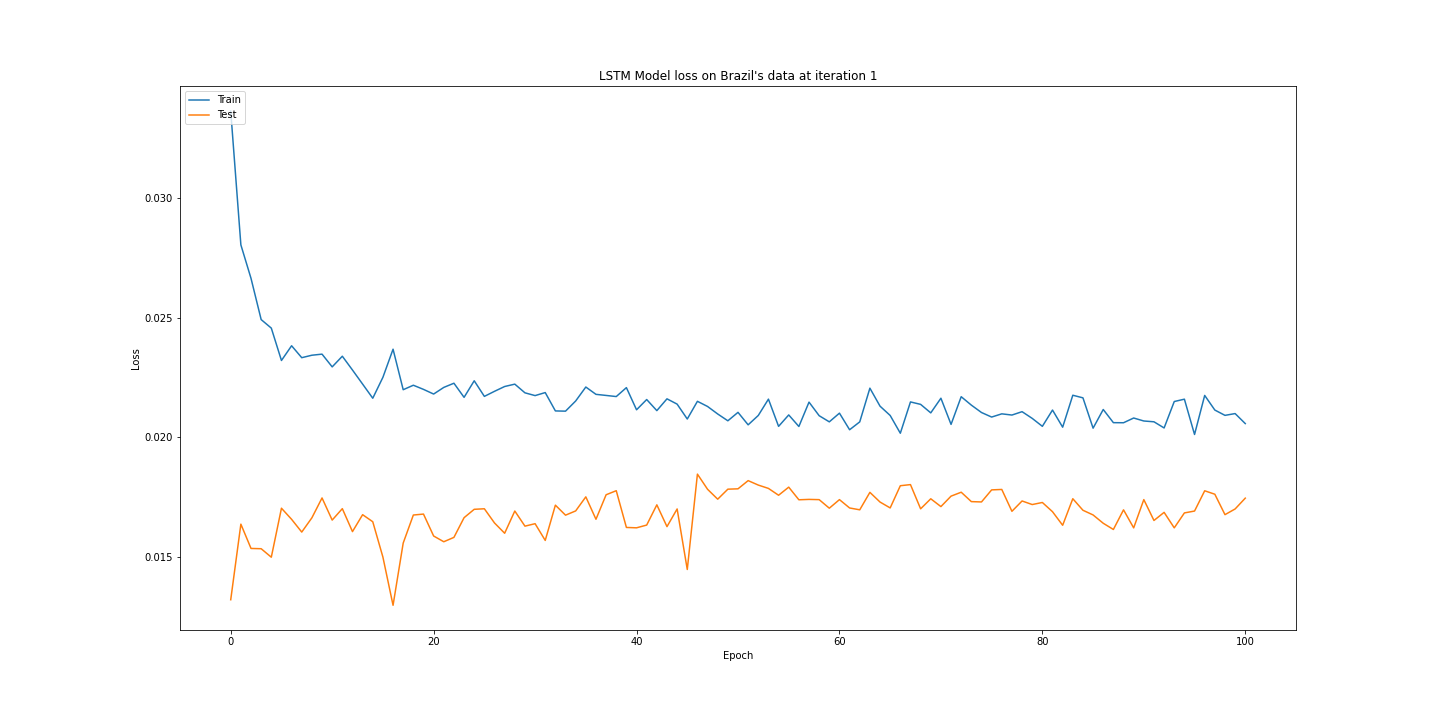 LSTM Model loss on Brazil's data at iteration 1
Train
Test
0.030
0.025
0.020
0.015
Loss
0 20 40 60 80 100
Epoch